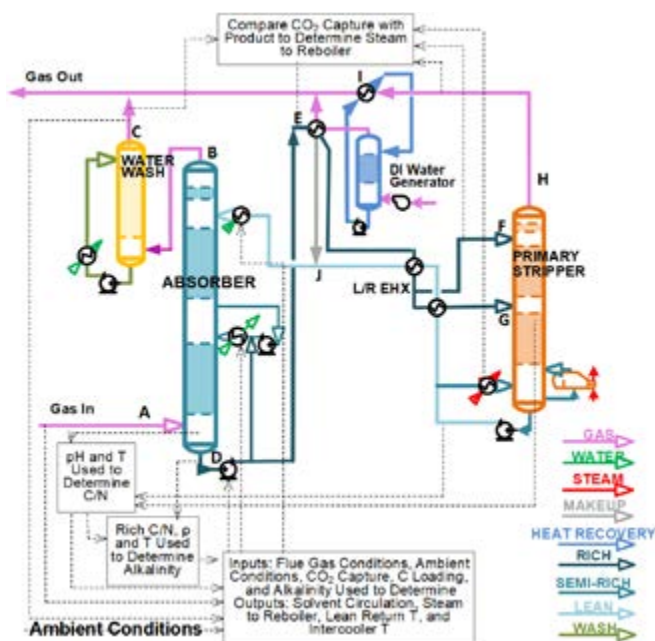 Compare CO₂ Capture with
Product to Determine Steam
to Reboiler
Gas Out
I
E
C
B
WATER
WASH
DI Water
Generator
H
F
PRIMARY
STRIPPER
J
ABSORBER
L/R EHX
G
Gas In
A
D
pH and T
Used to
Determine
C/N
Rich C/N, p
and T Used
to Determine
Alkalinity
Inputs: Flue Gas Conditions, Ambient
Conditions, CO₂ Capture, C Loading,
and Alkalinity Used to Determine
Outputs: Solvent Circulation, Steam
to Reboiler, Lean Return T, and
Intercooler T
Ambient Conditions
GAS
WATER
STEAM
MAKEUP
HEAT RECOVERY
RICH
SEMI-RICH
LEAN
WASH